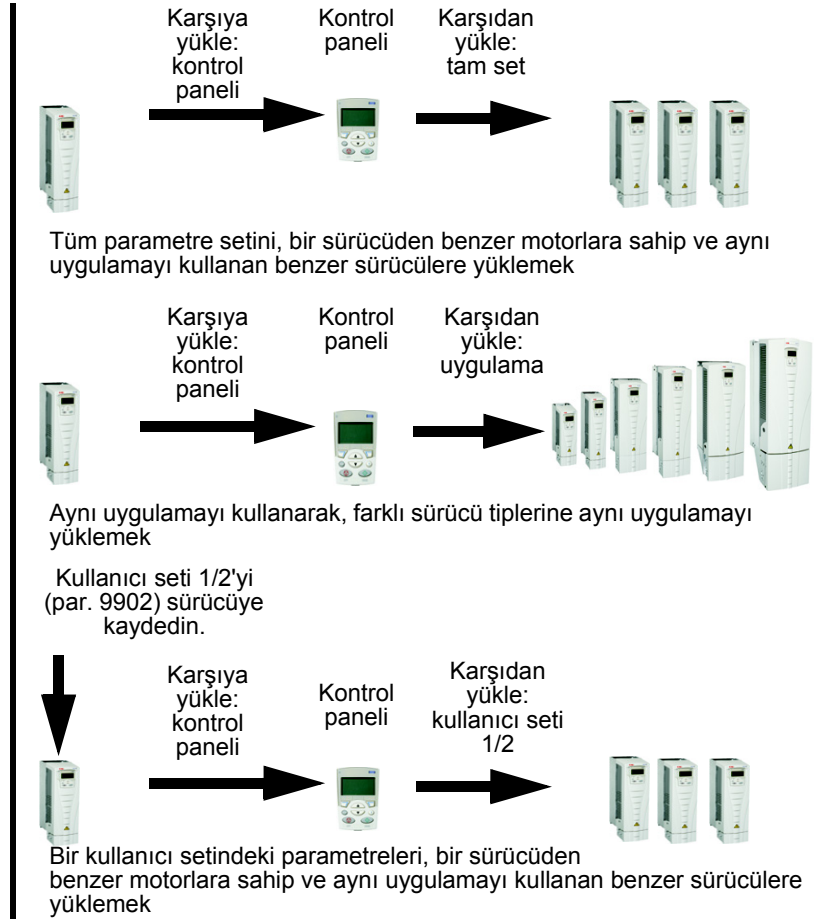 Karşıya
yükle:
kontrol
paneli
Kontrol
paneli
Karşıdan
yükle:
tam set
Tüm parametre setini, bir sürücüden benzer motorlara sahip ve aynı
uygulamayı kullanan benzer sürücülere yüklemek
Karşıya
yükle:
kontrol
paneli
Kontrol
paneli
Karşıdan
yükle:
uygulama
Aynı uygulamayı kullanarak, farklı sürücü tiplerine aynı uygulamayı
yüklemek
Kullanıcı seti 1/2'yi
(par. 9902) sürücüye
kaydedin.
Karşıya
yükle:
kontrol
paneli
Kontrol
paneli
Karşıdan
yükle:
kullanıcı seti
1/2
Bir kullanıcı setindeki parametreleri, bir sürücüden
benzer motorlara sahip ve aynı uygulamayı kullanan benzer sürücülere
yüklemek